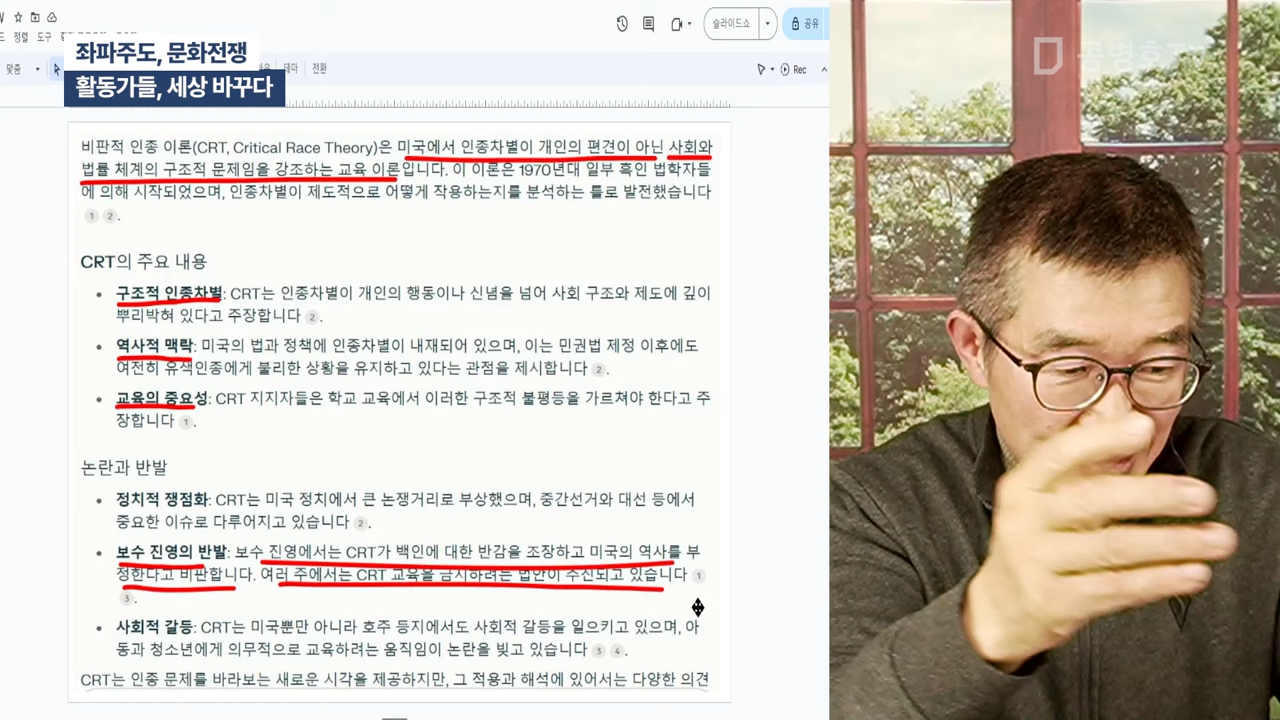 정렬 도구
슬라이드쇼
공유
좌파주도, 문화전쟁
활동가들, 세상 바꾸다
맞춤
테마 전환
Rec
공병호
비판적 인종 이론(CRT, Critical Race Theory)은 미국에서 인종차별이 개인의 편견이 아닌 사회와
법률 체계의 구조적 문제임을 강조하는 교육 이론입니다. 이 이론은 1970년대 일부 흑인 법학자들
에 의해 시작되었으며, 인종차별이 제도적으로 어떻게 작용하는지를 분석하는 틀로 발전했습니다
1 2.
CRT의 주요 내용
• 구조적 인종차별: CRT는 인종차별이 개인의 행동이나 신념을 넘어 사회 구조와 제도에 깊이
뿌리박혀 있다고 주장합니다 2.
• 역사적 맥락: 미국의 법과 정책에 인종차별이 내재되어 있으며, 이는 민권법 제정 이후에도
여전히 유색인종에게 불리한 상황을 유지하고 있다는 관점을 제시합니다 2.
• 교육의 중요성: CRT 지지자들은 학교 교육에서 이러한 구조적 불평등을 가르쳐야 한다고 주
장합니다 1.
논란과 반발
• 정치적 쟁점화: CRT는 미국 정치에서 큰 논쟁거리로 부상했으며, 중간선거와 대선 등에서
중요한 이슈로 다루어지고 있습니다 2.
• 보수 진영의 반발: 보수 진영에서는 CRT가 백인에 대한 반감을 조장하고 미국의 역사를 부
정한다고 비판합니다. 여러 주에서는 CRT 교육을 금지하려는 법안이 추진되고 있습니다 1
3.
• 사회적 갈등: CRT는 미국뿐만 아니라 호주 등지에서도 사회적 갈등을 일으키고 있으며, 아
동과 청소년에게 의무적으로 교육하려는 움직임이 논란을 빚고 있습니다 3 4.
CRT는 인종 문제를 바라보는 새로운 시각을 제공하지만, 그 적용과 해석에 있어서는 다양한 의견